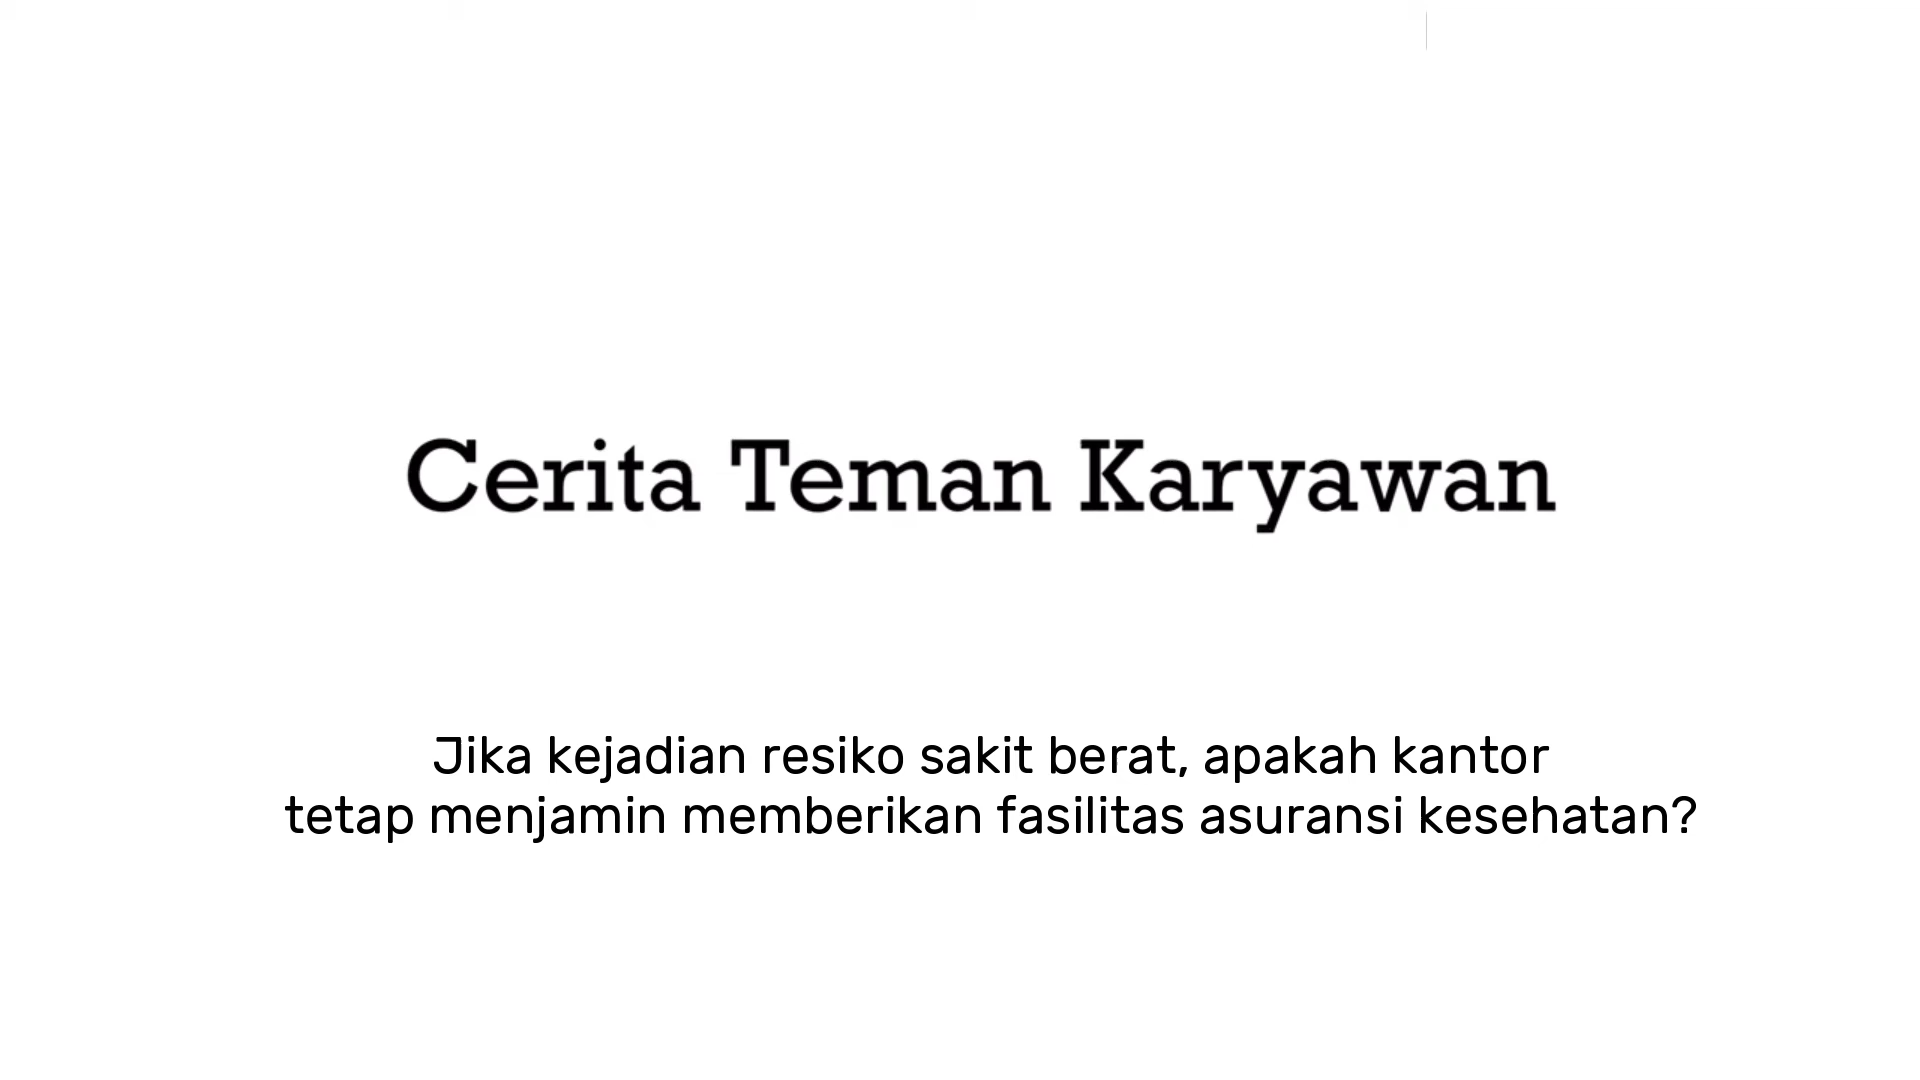 Cerita Teman Karyawan
Jika kejadian resiko sakit berat, apakah kantor
tetap menjamin memberikan fasilitas asuransi kesehatan?